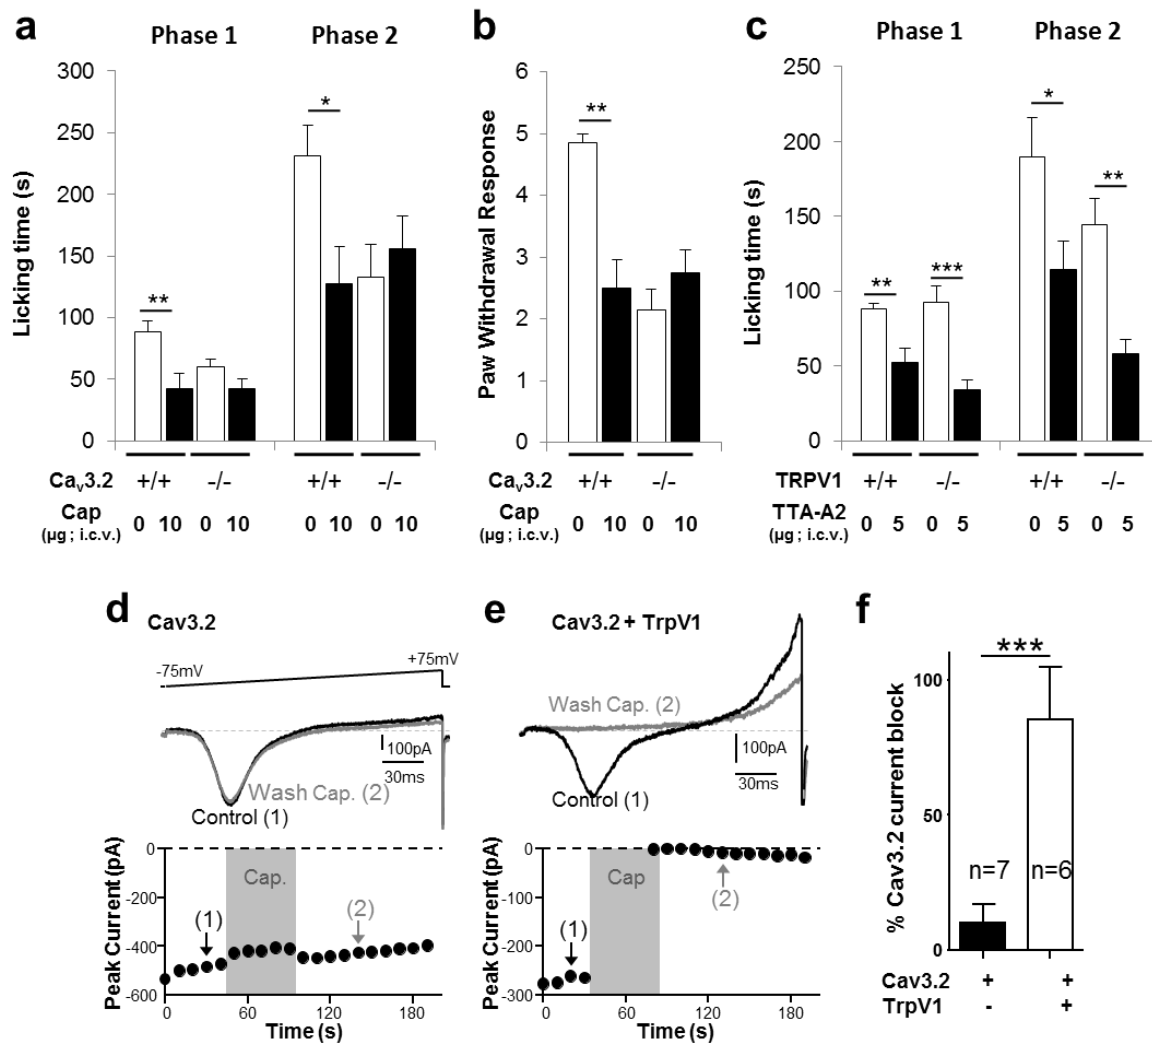 a
Phase 1
Phase 2
Licking time (s)
300
250
200
150
100
50
0
**
*
Caᵥ3.2
+/+
-/-
+/+
-/-
Cap
(µg ; i.c.v.)
0
10
0
10
0
10
0
10
b
Paw Withdrawal Response
6
5
4
3
2
1
0
**
Caᵥ3.2
+/+
-/-
Cap
(µg ; i.c.v.)
0
10
0
10
c
Phase 1
Phase 2
Licking time (s)
250
200
150
100
50
0
**
***
*
**
TRPV1
+/+
-/-
+/+
-/-
TTA-A2
(µg ; i.c.v.)
0
5
0
5
0
5
0
5
d
Cav3.2
-75mV
+75mV
100pA
30ms
Wash Cap. (2)
Control (1)
Peak Current (pA)
0
-200
-400
-600
Cap.
(1)
(2)
0
60
120
180
Time (s)
e
Cav3.2 + TrpV1
Wash Cap. (2)
100pA
30ms
Control (1)
Peak Current (pA)
0
-100
-200
-300
Cap
(1)
(2)
0
60
120
180
Time (s)
f
***
% Cav3.2 current block
100
50
0
n=7
n=6
Cav3.2
+
+
TrpV1
-
+